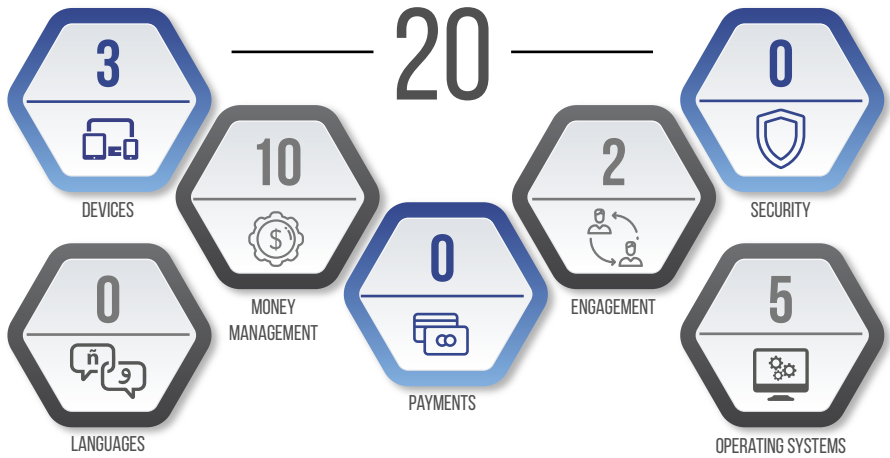 20
3
DEVICES
0
SECURITY
10
MONEY
MANAGEMENT
2
ENGAGEMENT
0
PAYMENTS
0
ñ
و
LANGUAGES
5
OPERATING SYSTEMS
$